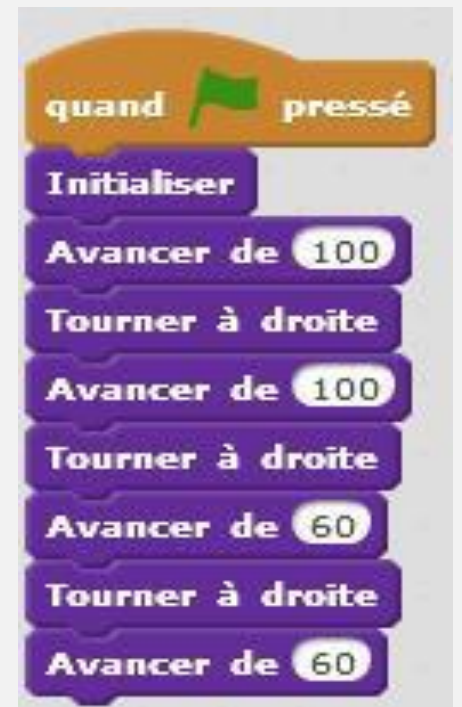 quand pressé
Initialiser
Avancer de 100
Tourner à droite
Avancer de 100
Tourner à droite
Avancer de 60
Tourner à droite
Avancer de 60